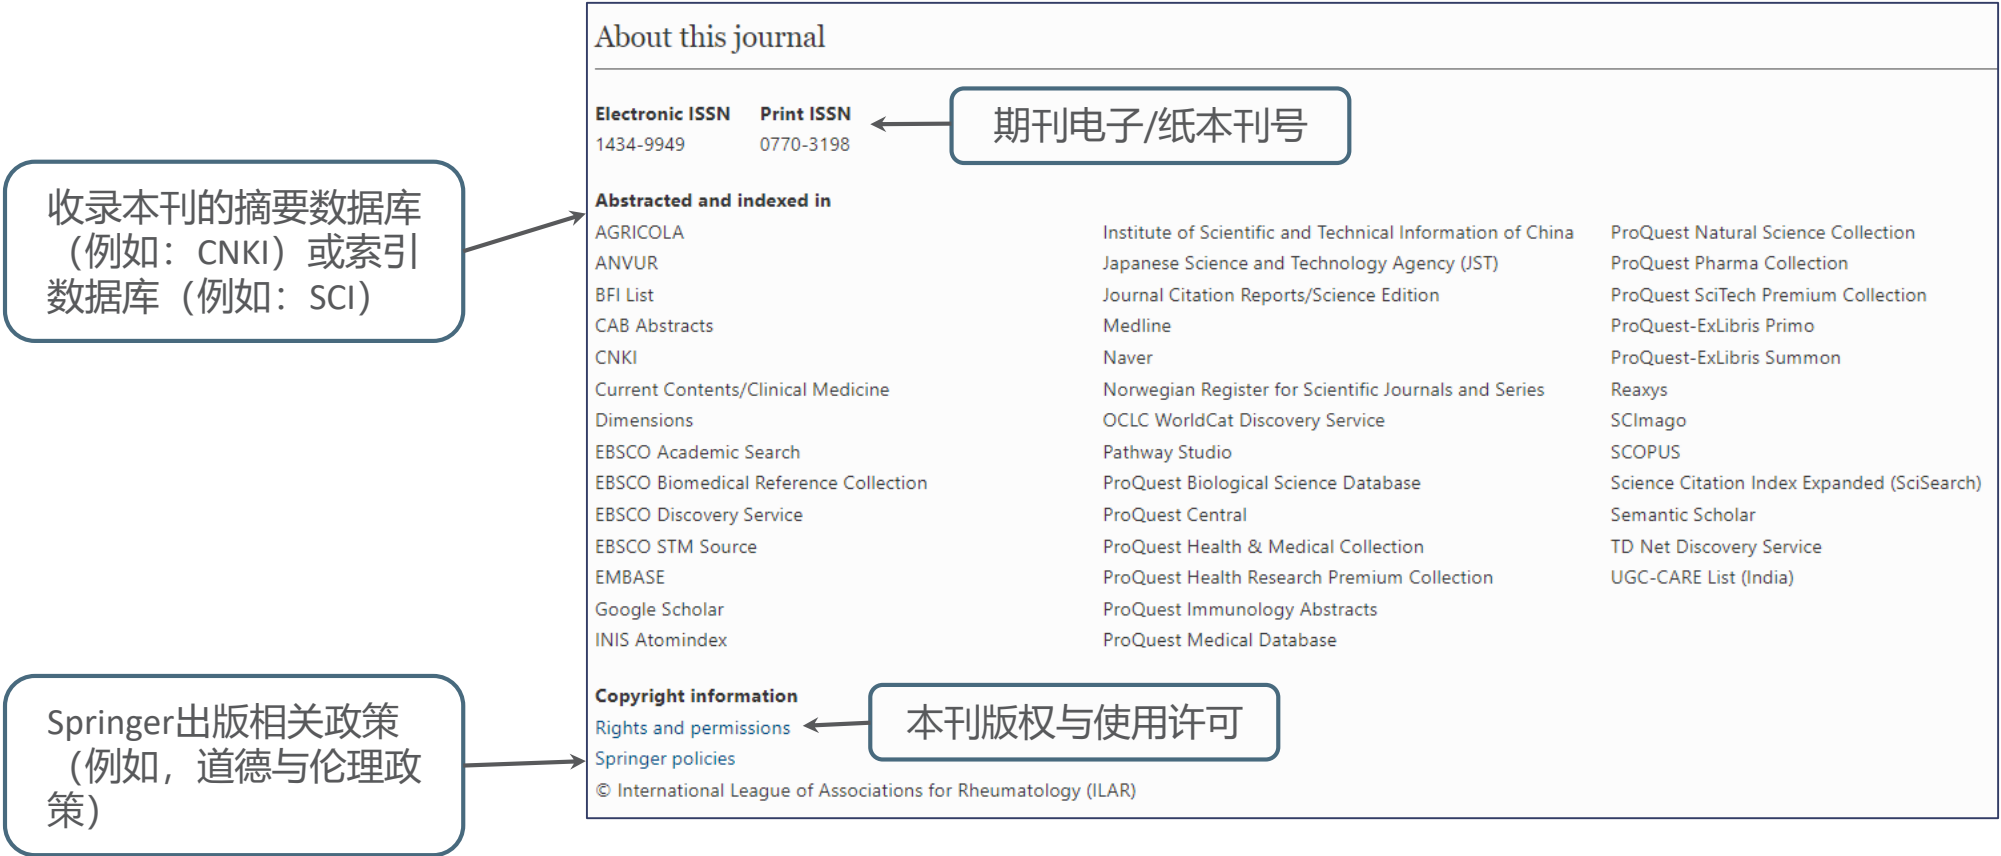 About this journal
Electronic ISSN
Print ISSN
1434-9949
0770-3198
期刊电子/纸本刊号
收录本刊的摘要数据库
（例如：CNKI）或索引
数据库（例如：SCI）
Abstracted and indexed in
AGRICOLA
ANVUR
BFI List
CAB Abstracts
CNKI
Current Contents/Clinical Medicine
Dimensions
EBSCO Academic Search
EBSCO Biomedical Reference Collection
EBSCO Discovery Service
EBSCO STM Source
EMBASE
Google Scholar
INIS Atomindex
Institute of Scientific and Technical Information of China
Japanese Science and Technology Agency (JST)
Journal Citation Reports/Science Edition
Medline
Naver
Norwegian Register for Scientific Journals and Series
OCLC WorldCat Discovery Service
Pathway Studio
ProQuest Biological Science Database
ProQuest Central
ProQuest Health & Medical Collection
ProQuest Health Research Premium Collection
ProQuest Immunology Abstracts
ProQuest Medical Database
ProQuest Natural Science Collection
ProQuest Pharma Collection
ProQuest SciTech Premium Collection
ProQuest-ExLibris Primo
ProQuest-ExLibris Summon
Reaxys
SCImago
SCOPUS
Science Citation Index Expanded (SciSearch)
Semantic Scholar
TD Net Discovery Service
UGC-CARE List (India)
Copyright information
Rights and permissions
本刊版权与使用许可
Springer policies
Springer出版相关政策
（例如，道德与伦理政
策）
© International League of Associations for Rheumatology (ILAR)